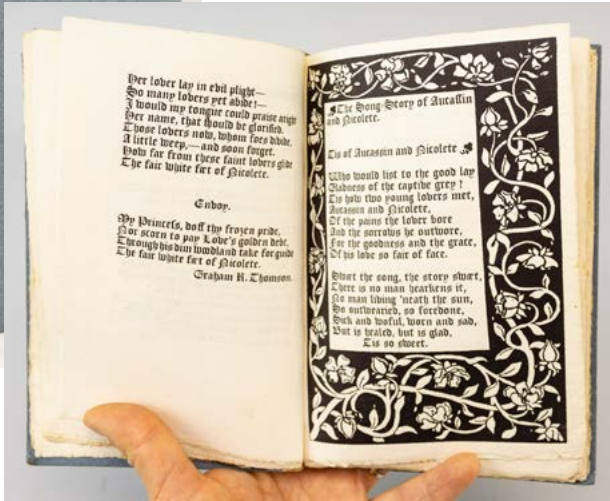 Her lover lay in evil plight—
So many lovers yet abide!—
I would my tongue could praise aright
Her name, that should be glorified.
Those lovers now, whom foes divide,
A little weep,—and soon forget.
How far from these faint lovers glide
The fair white feet of Nicolete.
Envoy.
My Princess, doff thy frozen pride,
Nor scorn to pay Love's golden debt,
Through his dim woodland take for guide
The fair white feet of Nicolete.
Graham R. Thomson.
The Song-Story of Aucassin
and Nicolete.
Tis of Aucassin and Nicolete
Who would list to the good lay
Gladness of the captive grey?
Tis how two young lovers met,
Aucassin and Nicolete,
Of the pains the lover bore
And the sorrows he outwore,
For the goodness and the grace,
Of his love so fair of face.
Sweet the song, the story sweet,
There is no man hearkens it,
No man living 'neath the sun,
So outwearied, so foredone,
Sick and woful, worn and sad,
But is healed, but is glad,
Tis so sweet.